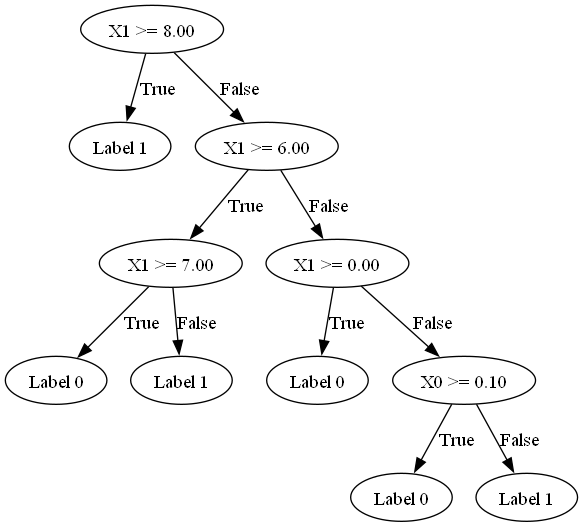 X1 >= 8.00
True
False
Label 1
X1 >= 6.00
True
False
X1 >= 7.00
X1 >= 0.00
True
False
True
False
Label 0
Label 1
Label 0
X0 >= 0.10
True
False
Label 0
Label 1